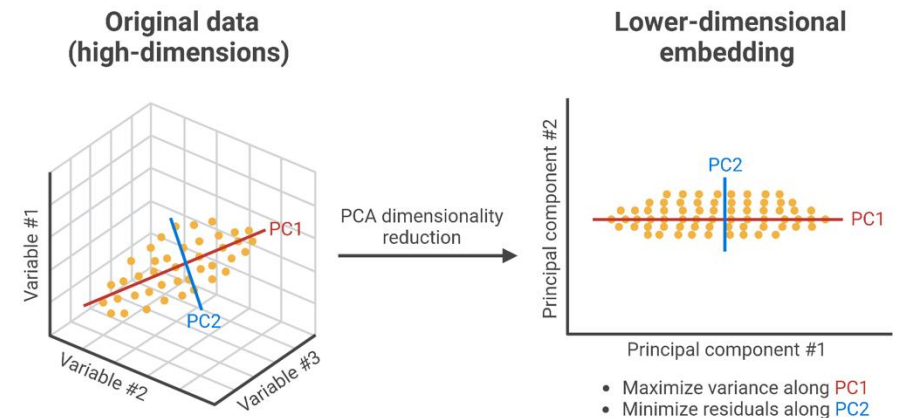 Original data
(high-dimensions)
Lower-dimensional
embedding
Variable #1
Variable #2
Variable #3
PC1
PC2
PCA dimensionality
reduction
Principal component #2
PC2
PC1
Principal component #1
• Maximize variance along PC1
• Minimize residuals along PC2